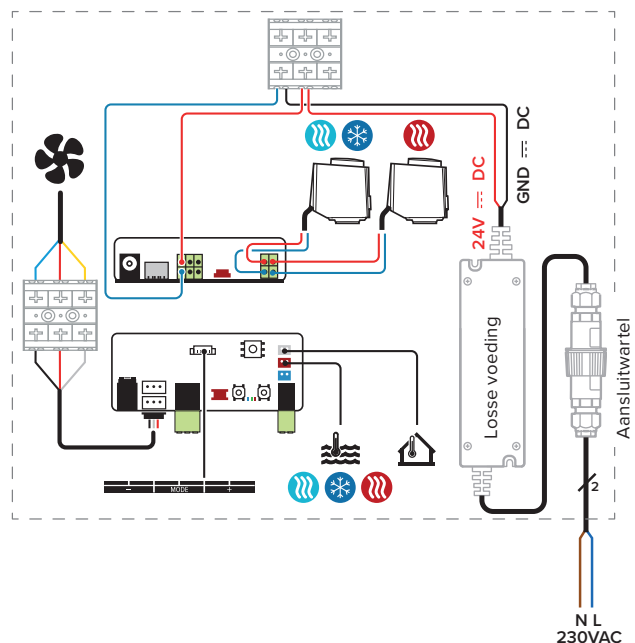 GND ⎓ DC
24V ⎓ DC
Losse voeding
Aansluitwartel
− MODE +
2
N L
230VAC